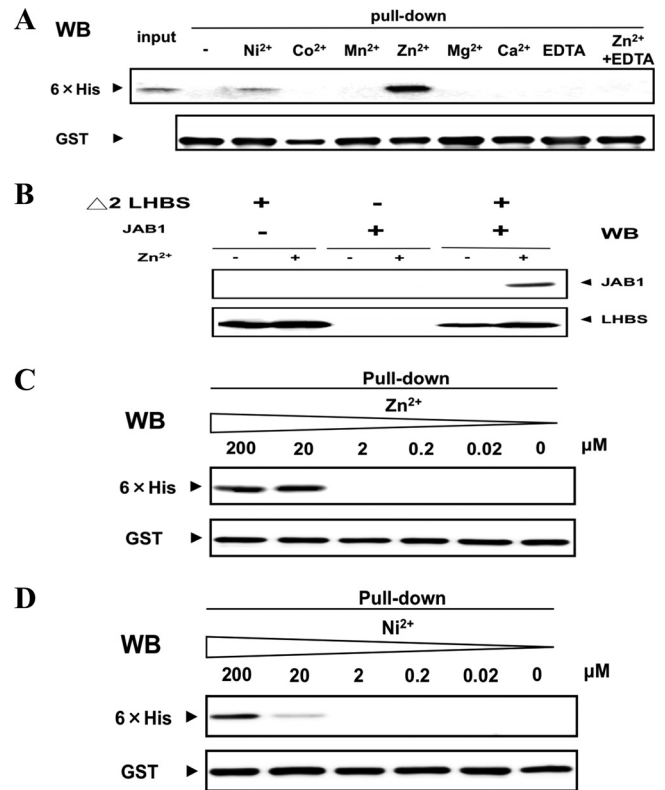 A
pull-down
WB
input - Ni²⁺ Co²⁺ Mn²⁺ Zn²⁺ Mg²⁺ Ca²⁺ EDTA Zn²⁺ +EDTA
6×His ►
GST ►
B
△2 LHBS + - +
JAB1 - + + WB
Zn²⁺ - + - + - +
◄ JAB1
◄ LHBS
C
Pull-down
Zn²⁺
WB
200 20 2 0.2 0.02 0 µM
6×His ►
GST ►
D
Pull-down
Ni²⁺
WB
200 20 2 0.2 0.02 0 µM
6×His ►
GST ►